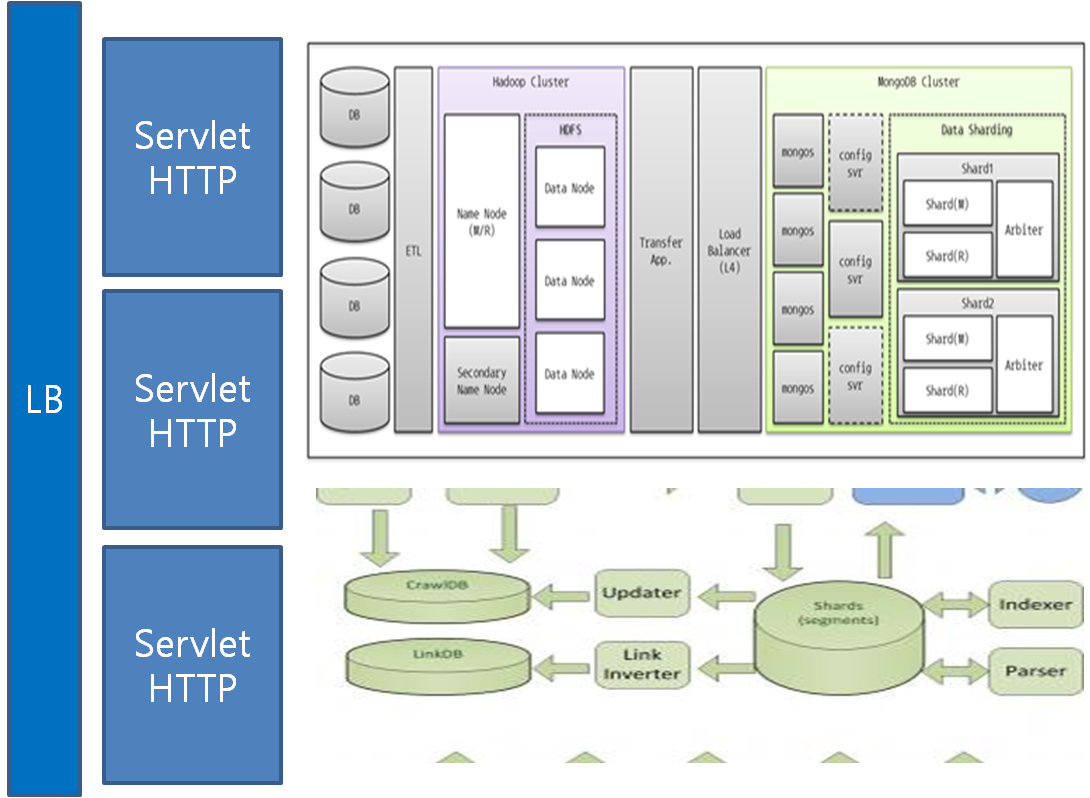 LB
Servlet
HTTP
Servlet
HTTP
Servlet
HTTP
DB
DB
DB
DB
ETL
Hadoop Cluster
Name Node
(M/R)
Secondary
Name Node
HDFS
Data Node
Data Node
Data Node
Transfer
App.
Load
Balancer
(L4)
MongoDB Cluster
mongos
mongos
mongos
mongos
config
svr
config
svr
config
svr
Data Sharding
Shard1
Shard(M)
Shard(R)
Arbiter
Shard2
Shard(M)
Shard(R)
Arbiter
CrawlDB
Updater
Shards
(segments)
Indexer
LinkDB
Link
Inverter
Parser